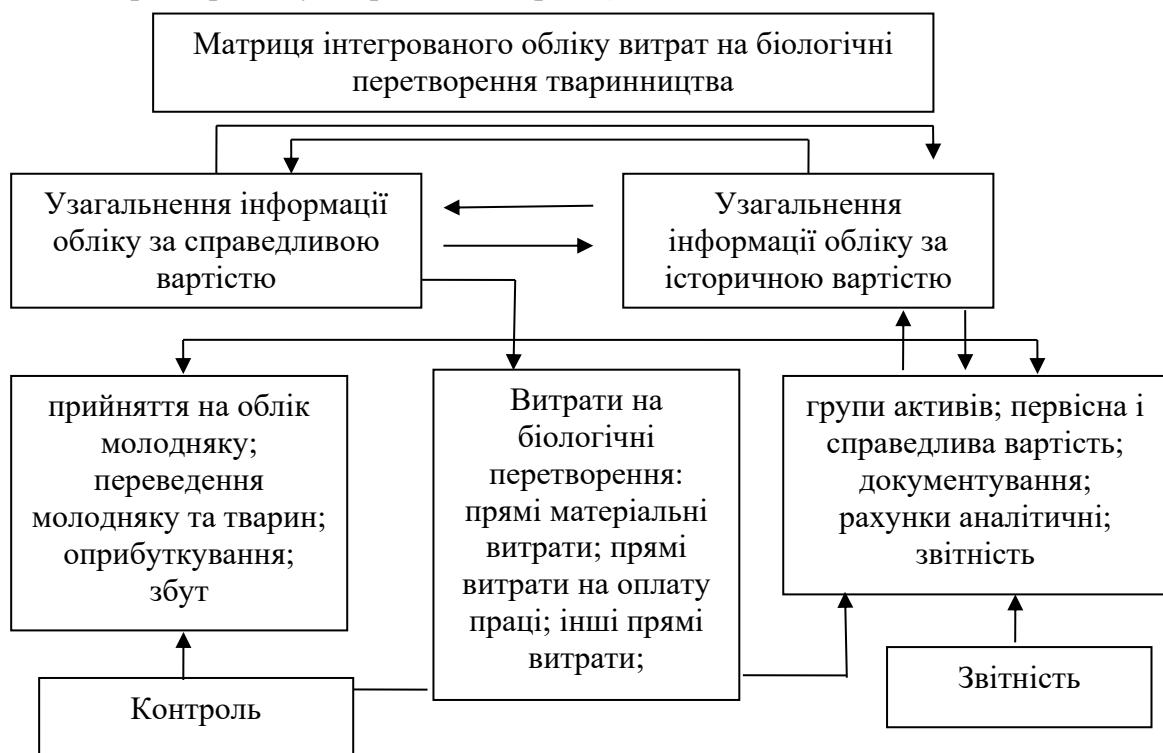 Матриця інтегрованого обліку витрат на біологічні
перетворення тваринництва
Узагальнення інформації
обліку за справедливою
вартістю
Узагальнення
інформації обліку за
історичною вартістю
прийняття на облік
молодняку;
переведення
молодняку та тварин;
оприбуткування;
збут
Витрати на
біологічні
перетворення:
прямі матеріальні
витрати; прямі
витрати на оплату
праці; інші прямі
витрати;
групи активів; первісна і
справедлива вартість;
документування;
рахунки аналітичні;
звітність
Контроль
Звітність